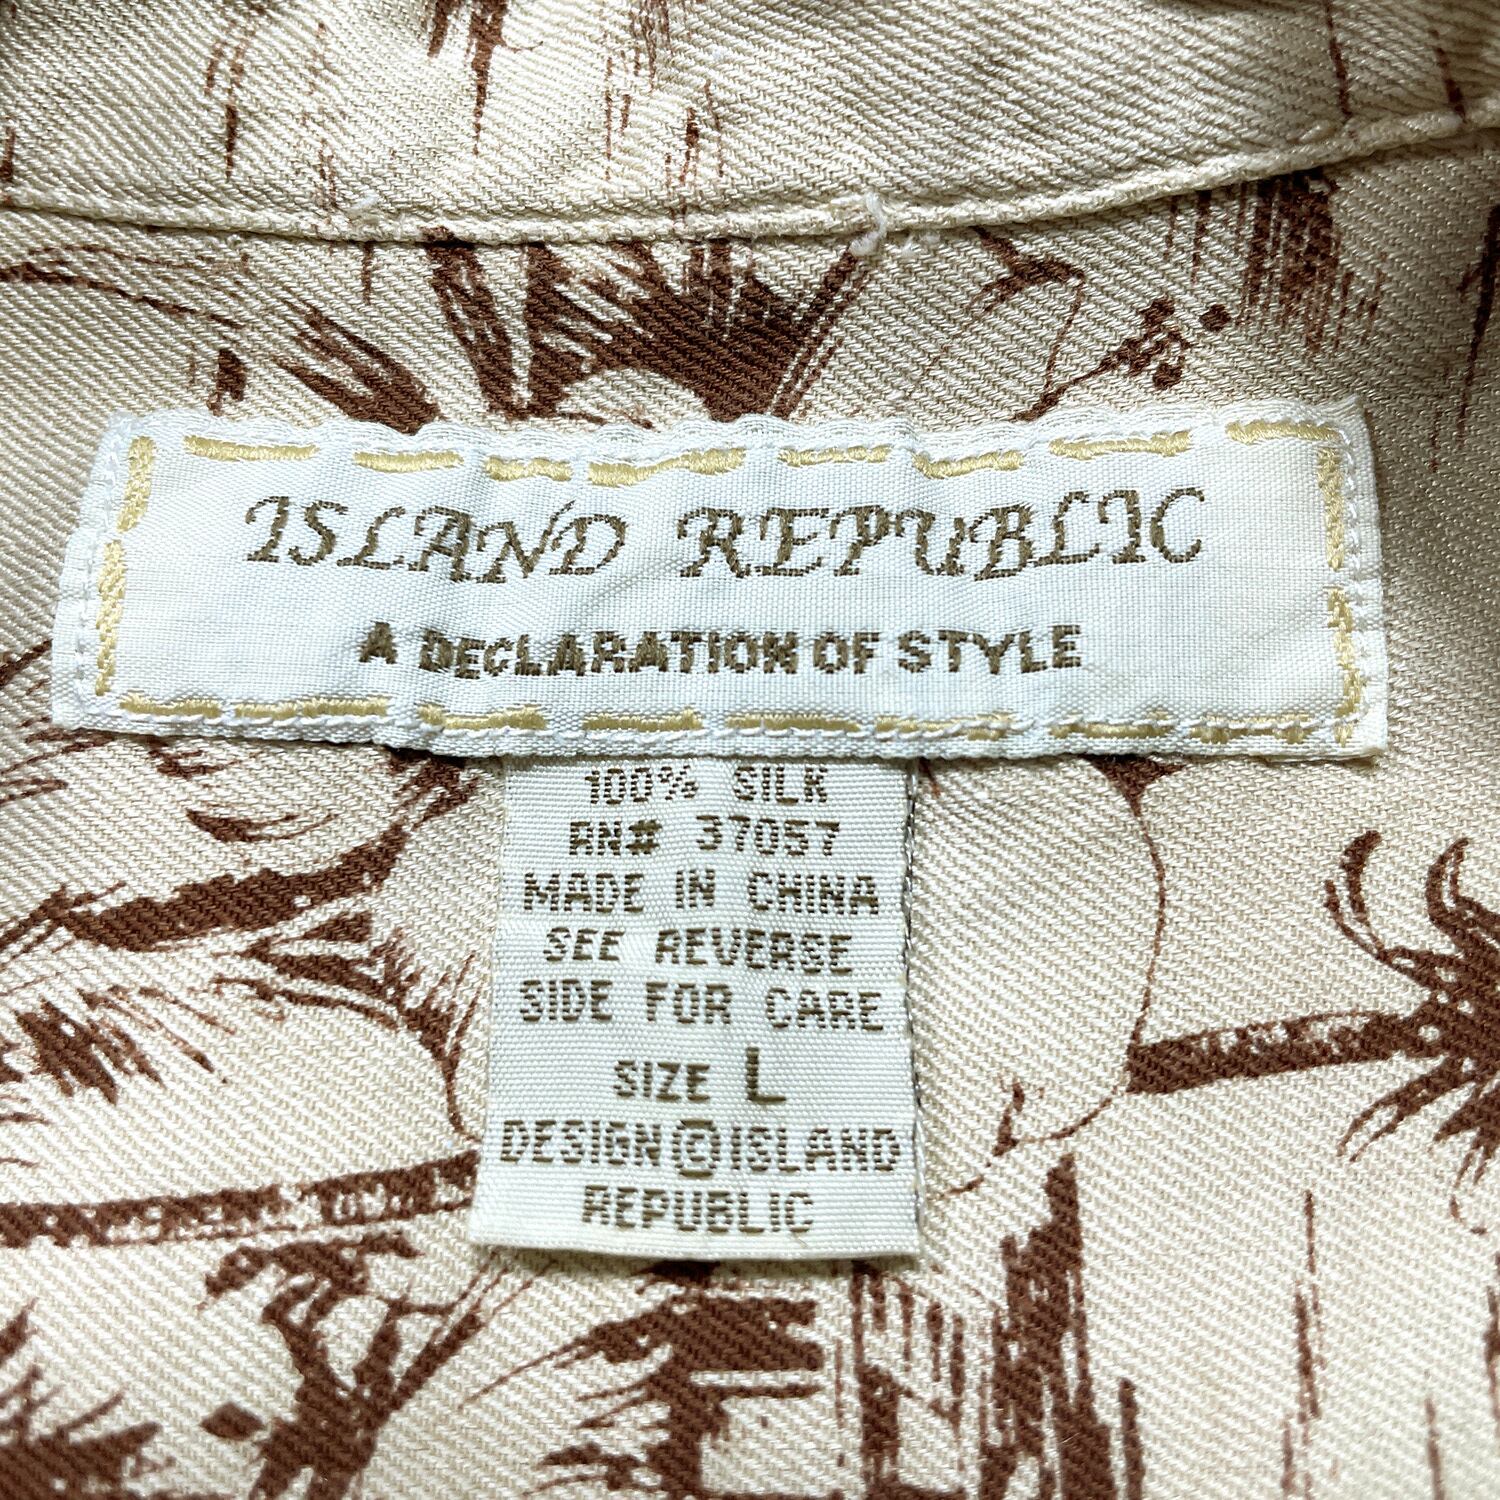 ISLAND REPUBLIC
A DECLARATION OF STYLE
100% SILK
RN# 37057
MADE IN CHINA
SEE REVERSE
SIDE FOR CARE
SIZE L
DESIGN©ISLAND
REPUBLIC